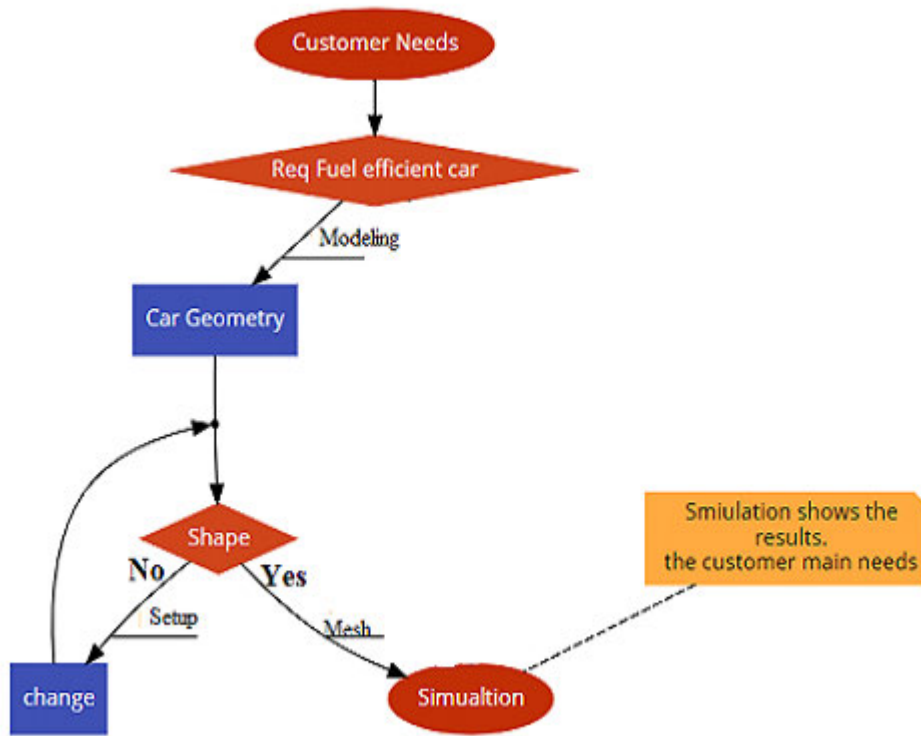 Customer Needs
Req Fuel efficient car
Modeling
Car Geometry
Shape
No
Yes
Setup
Mesh
change
Simualtion
Smiulation shows the
results.
the customer main needs